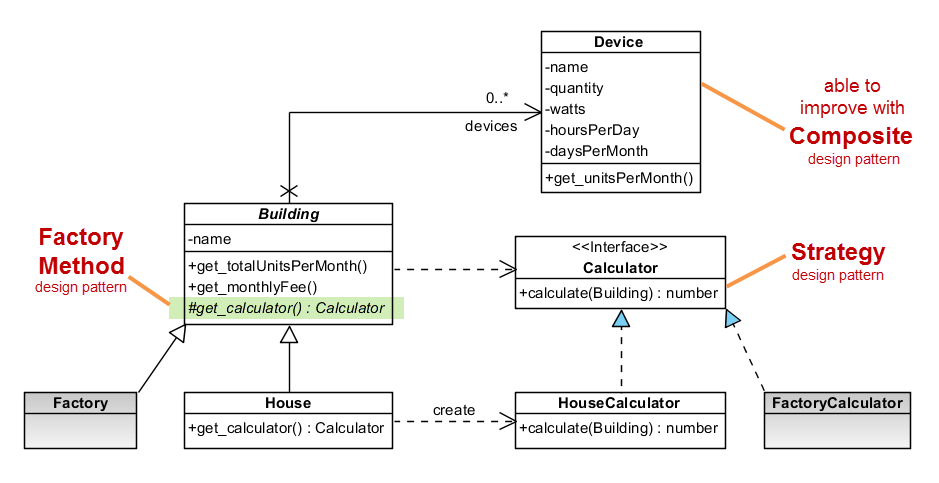 Device
-name
-quantity
-watts
-hoursPerDay
-daysPerMonth
+get_unitsPerMonth()
able to
improve with
Composite
design pattern
0..*
devices
Building
-name
+get_totalUnitsPerMonth()
+get_monthlyFee()
#get_calculator() : Calculator
Factory
Method
design pattern
<<Interface>>
Calculator
+calculate(Building) : number
Strategy
design pattern
Factory
House
+get_calculator() : Calculator
create
HouseCalculator
+calculate(Building) : number
FactoryCalculator